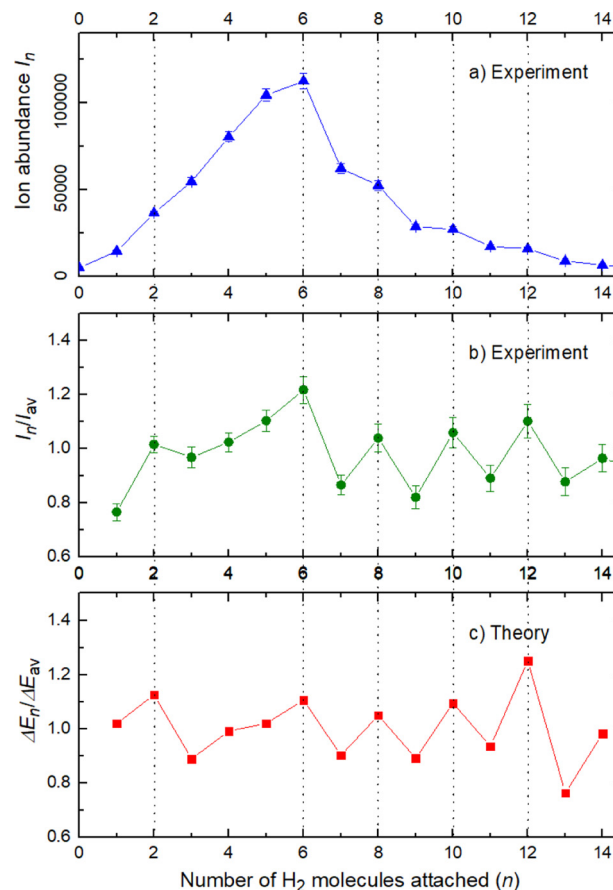 0 2 4 6 8 10 12 14
a) Experiment
Ion abundance Iₙ
100000
50000
0
0 2 4 6 8 10 12 14
b) Experiment
Iₙ/Iₐᵥ
1.4
1.2
1.0
0.8
0.6
0 2 4 6 8 10 12 14
c) Theory
ΔEₙ/ΔEₐᵥ
1.4
1.2
1.0
0.8
0.6
0 2 4 6 8 10 12 14
Number of H₂ molecules attached (n)